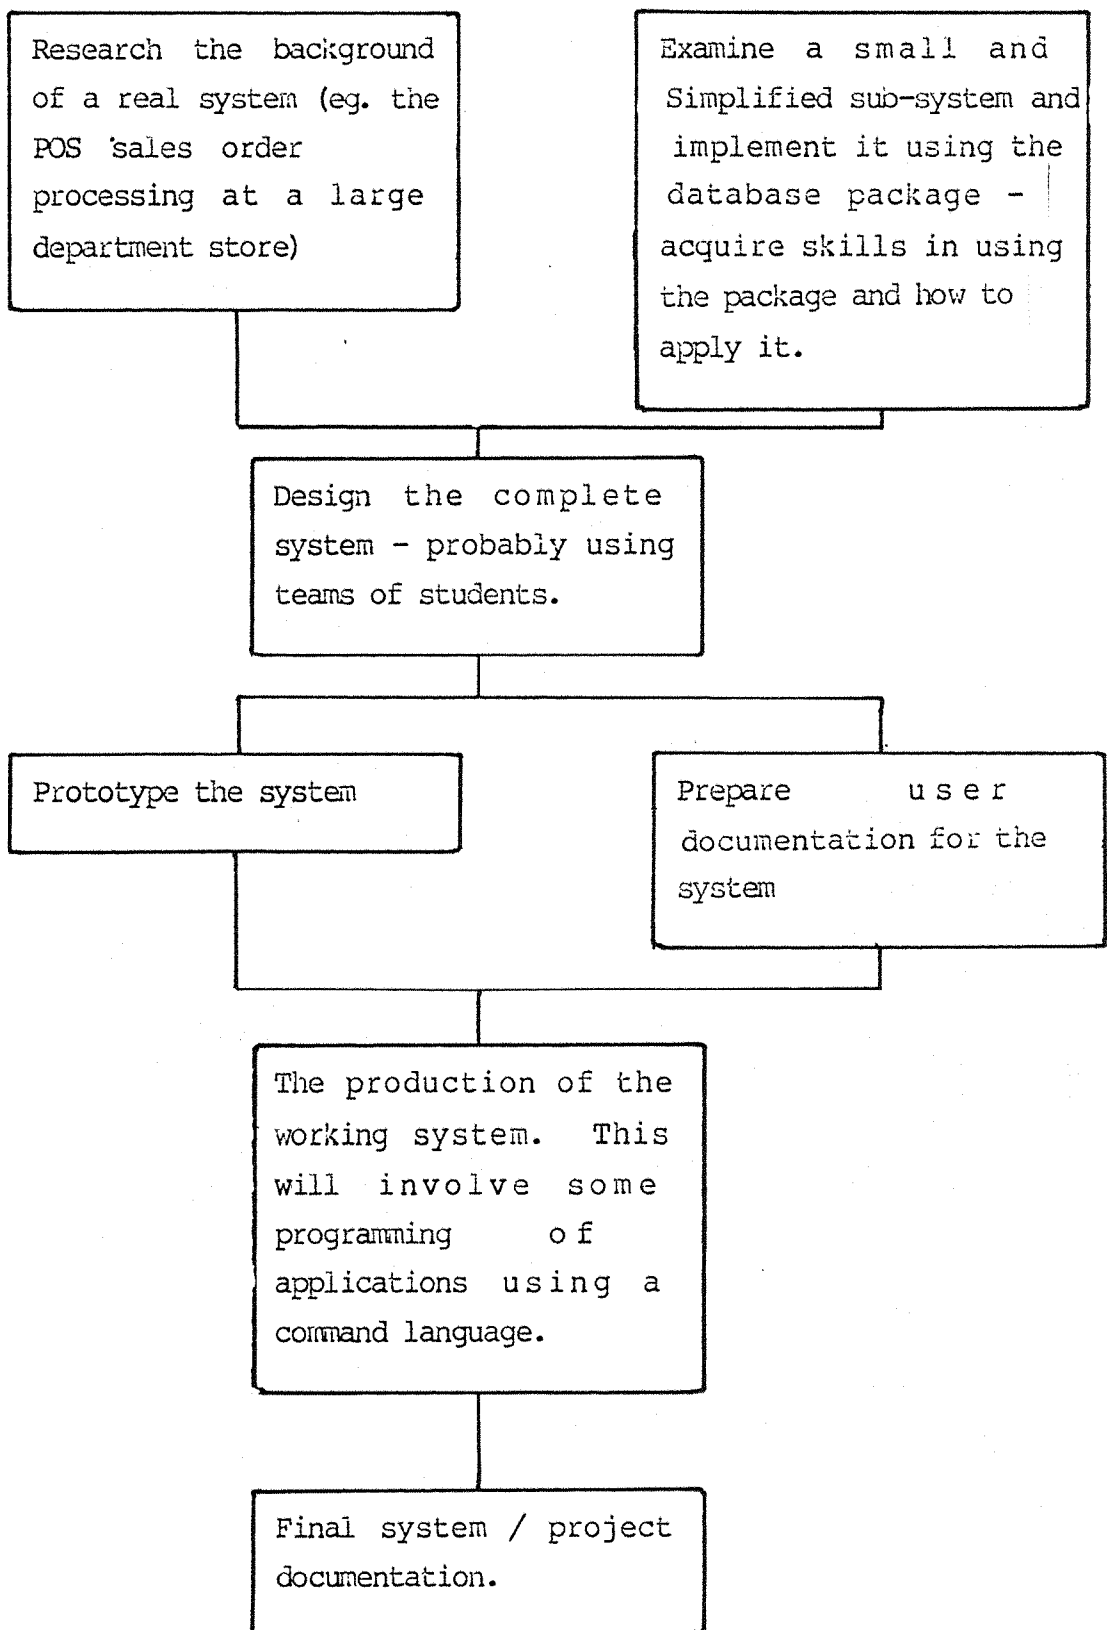 Research the background
of a real system (eg. the
POS sales order
processing at a large
department store)
Examine a small and
Simplified sub-system and
implement it using the
database package -
acquire skills in using
the package and how to
apply it.
Design the complete
system - probably using
teams of students.
Prototype the system
Prepare user
documentation for the
system
The production of the
working system. This
will involve some
programming of
applications using a
command language.
Final system / project
documentation.